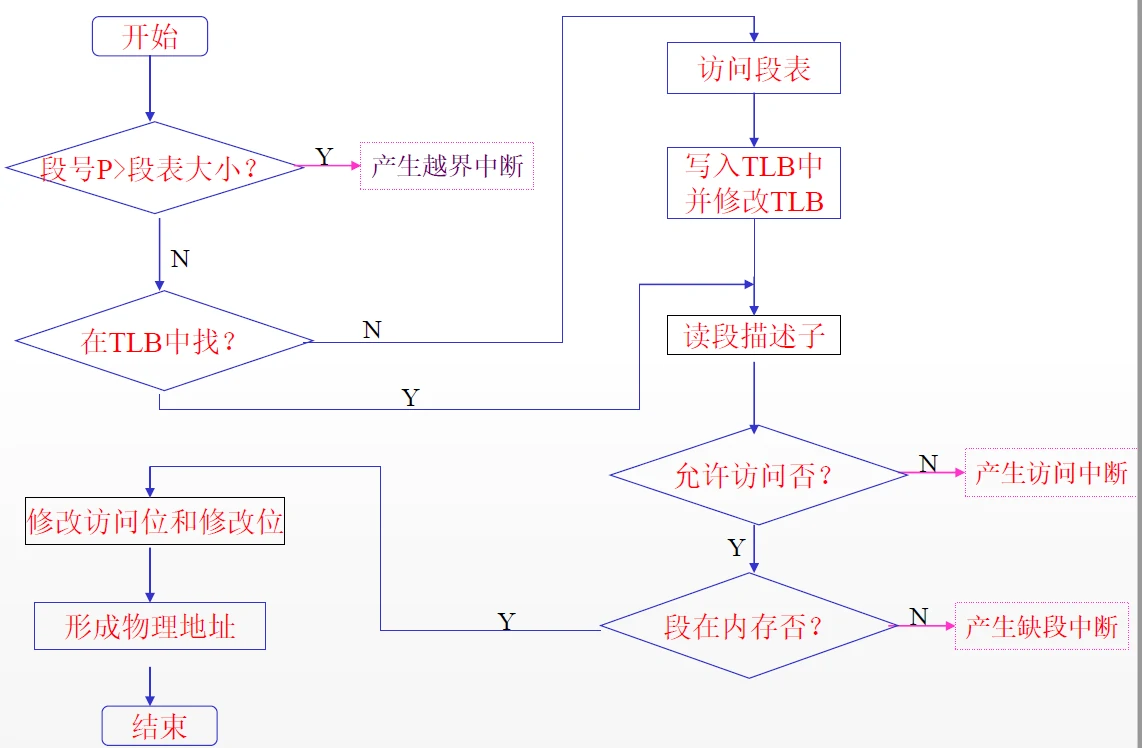 开始
段号P>段表大小？
Y
产生越界中断
N
在TLB中找？
N
Y
访问段表
写入TLB中
并修改TLB
读段描述子
允许访问否？
N
产生访问中断
Y
段在内存否？
N
产生缺段中断
Y
修改访问位和修改位
形成物理地址
结束